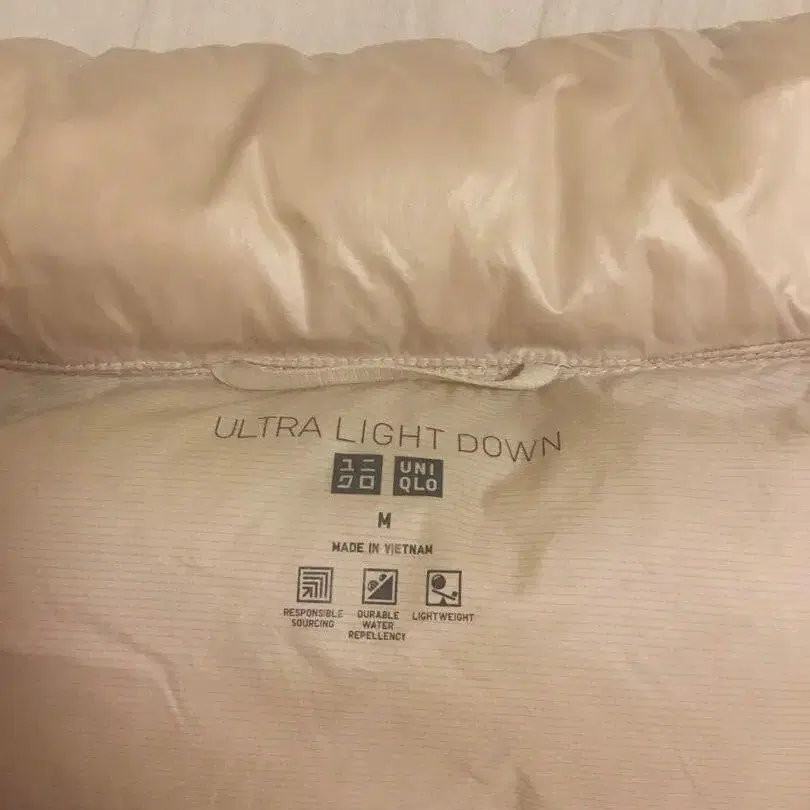 ULTRA LIGHT DOWN
ユニ UNI
クロ QLO
M
MADE IN VIETNAM
RESPONSIBLE DURABLE LIGHTWEIGHT
SOURCING WATER
REPELLENCY